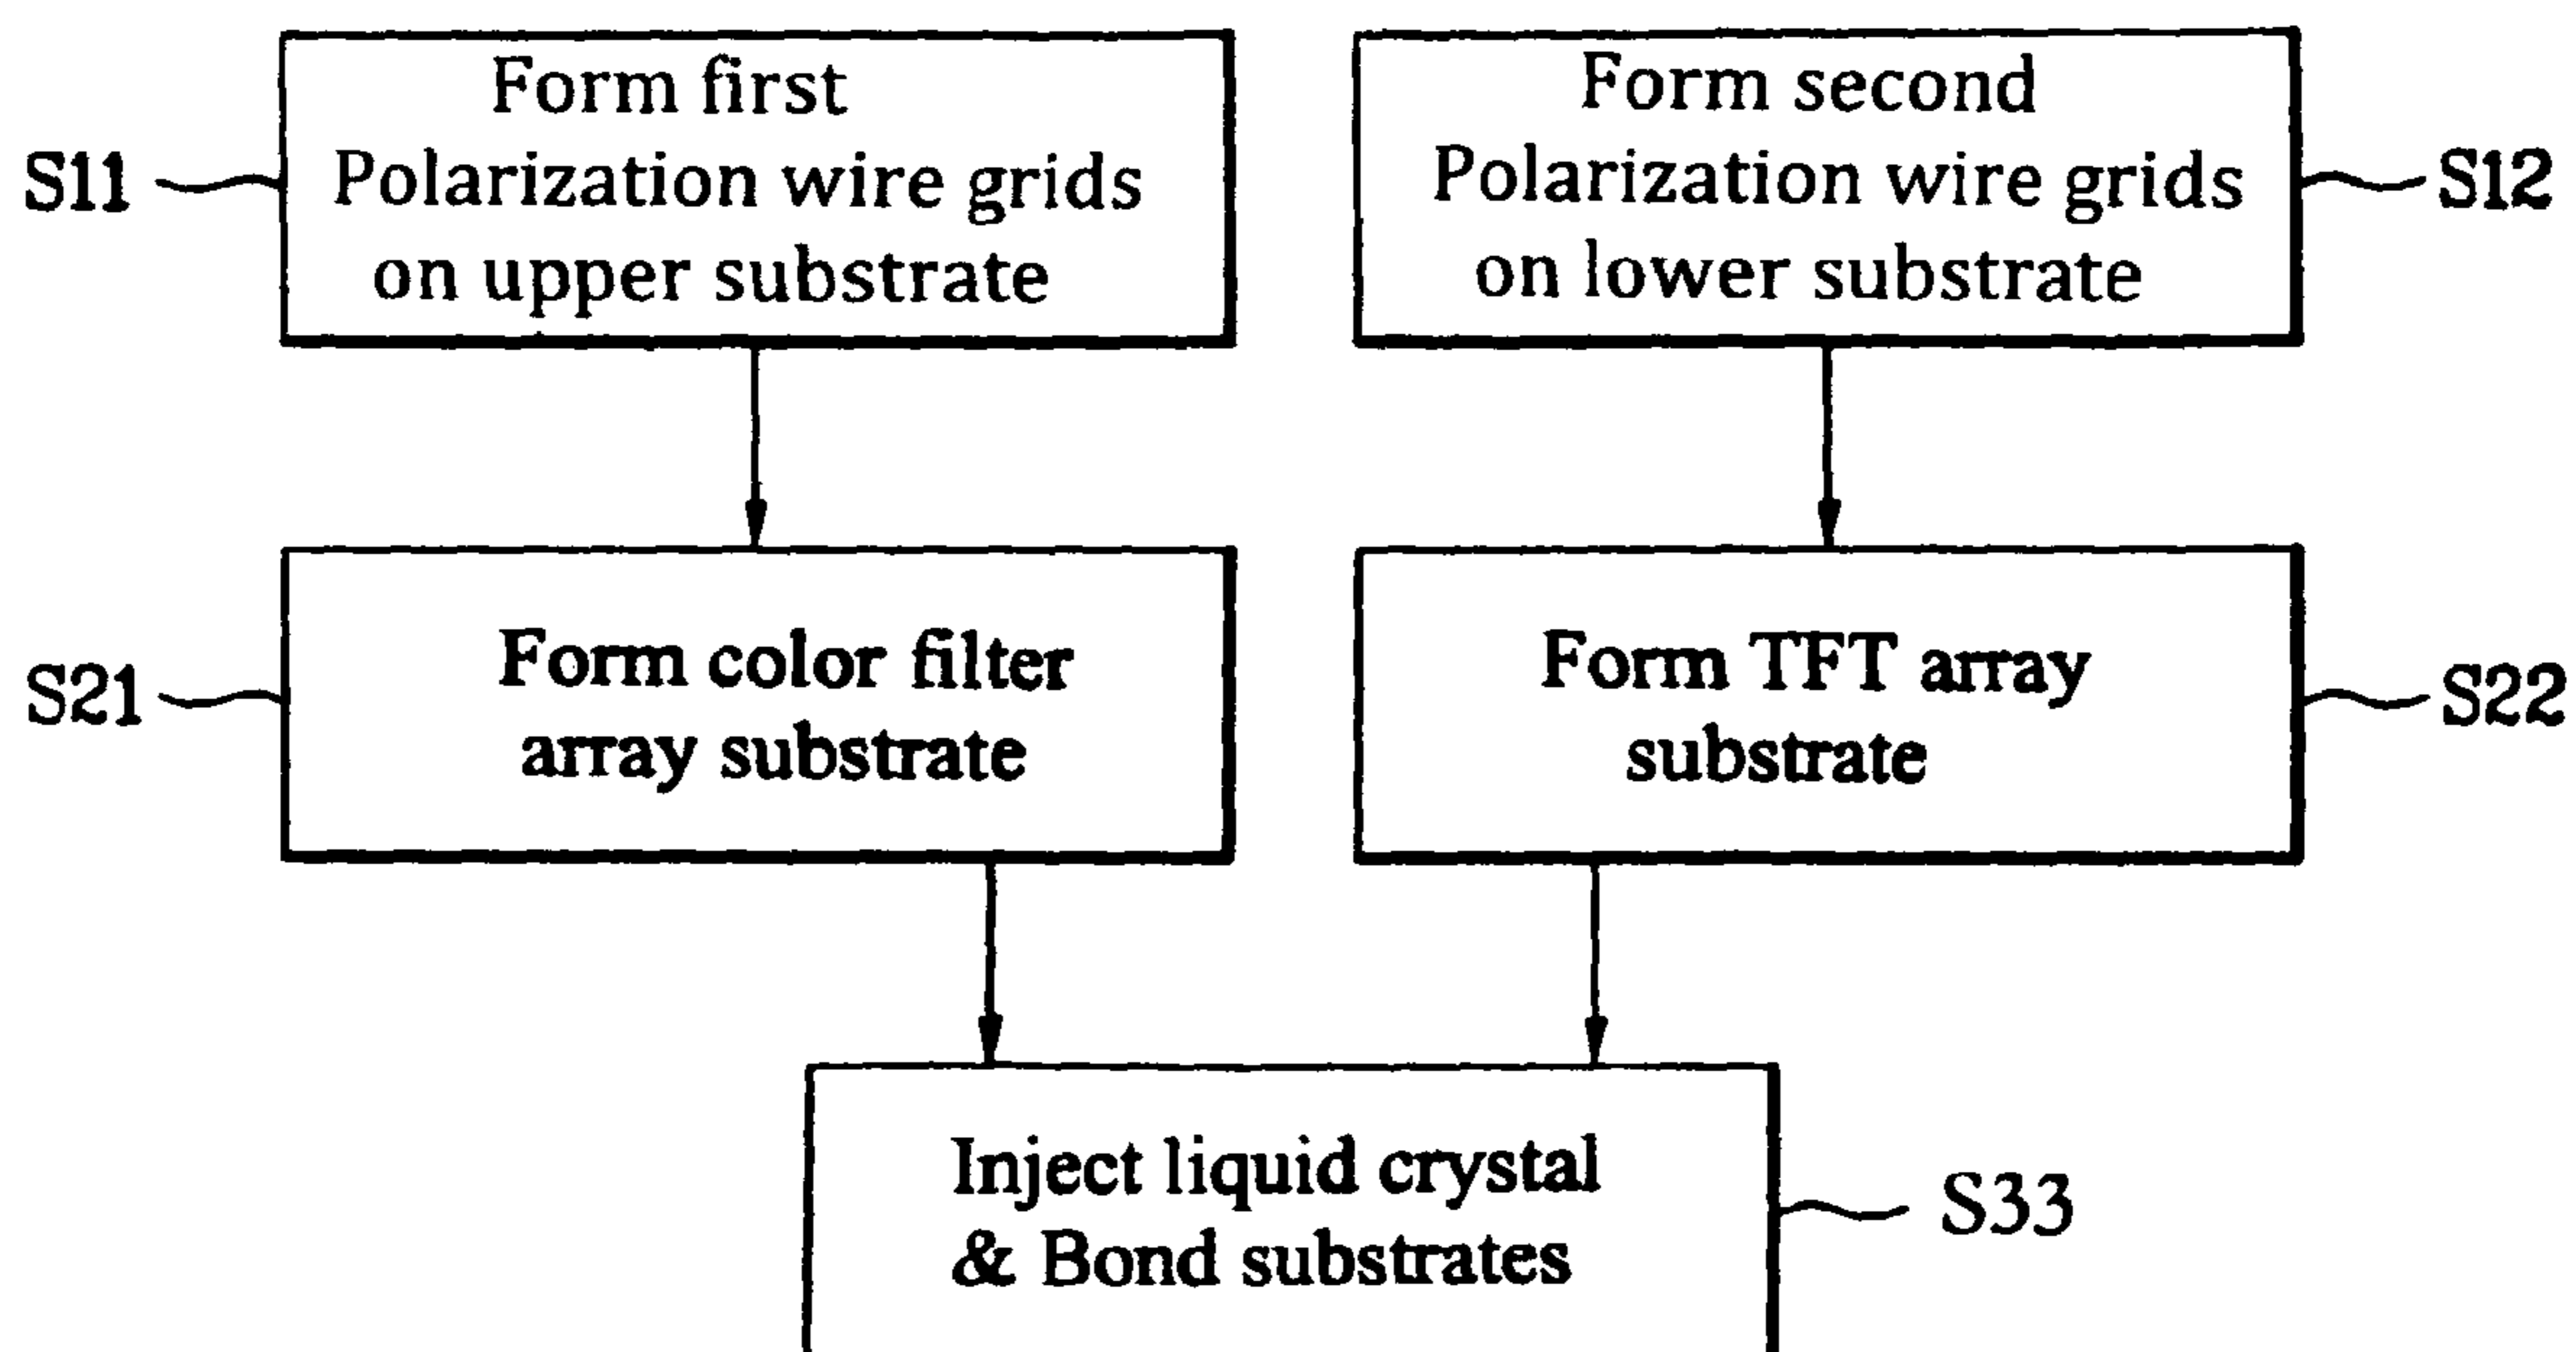 Form first
Polarization wire grids
on upper substrate
S11
Form second
Polarization wire grids
on lower substrate
S12
Form color filter
array substrate
S21
Form TFT array
substrate
S22
Inject liquid crystal
& Bond substrates
S33